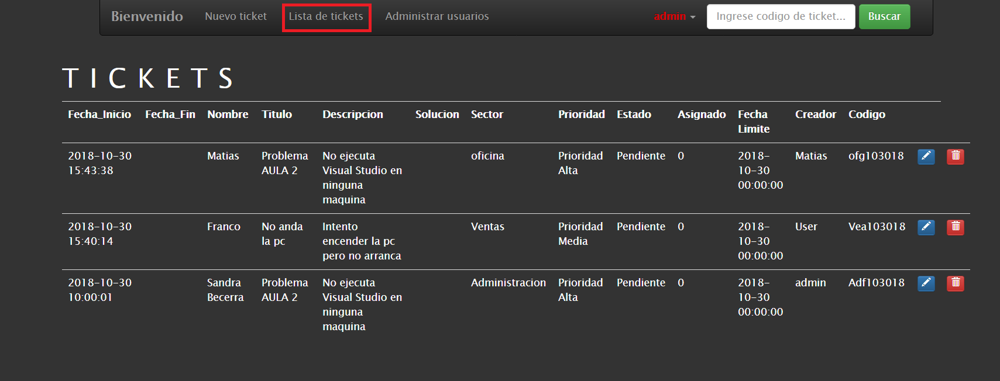 Bienvenido Nuevo ticket Lista de tickets Administrar usuarios admin Ingrese codigo de ticket... Buscar
TICKETS
Fecha_Inicio Fecha_Fin Nombre Titulo Descripcion Solucion Sector Prioridad Estado Asignado Fecha Creador Codigo
Limite
2018-10-30 Matias Problema No ejecuta oficina Prioridad Pendiente 0 2018- Matias ofg103018
15:43:38 AULA 2 Visual Studio en Alta 10-30
ninguna 00:00:00
maquina
2018-10-30 Franco No anda Intento Ventas Prioridad Pendiente 0 2018- User Vea103018
15:40:14 la pc encender la pc Media 10-30
pero no arranca 00:00:00
2018-10-30 Sandra Problema No ejecuta Administracion Prioridad Pendiente 0 2018- admin Adf103018
10:00:01 Becerra AULA 2 Visual Studio en Alta 10-30
ninguna 00:00:00
maquina